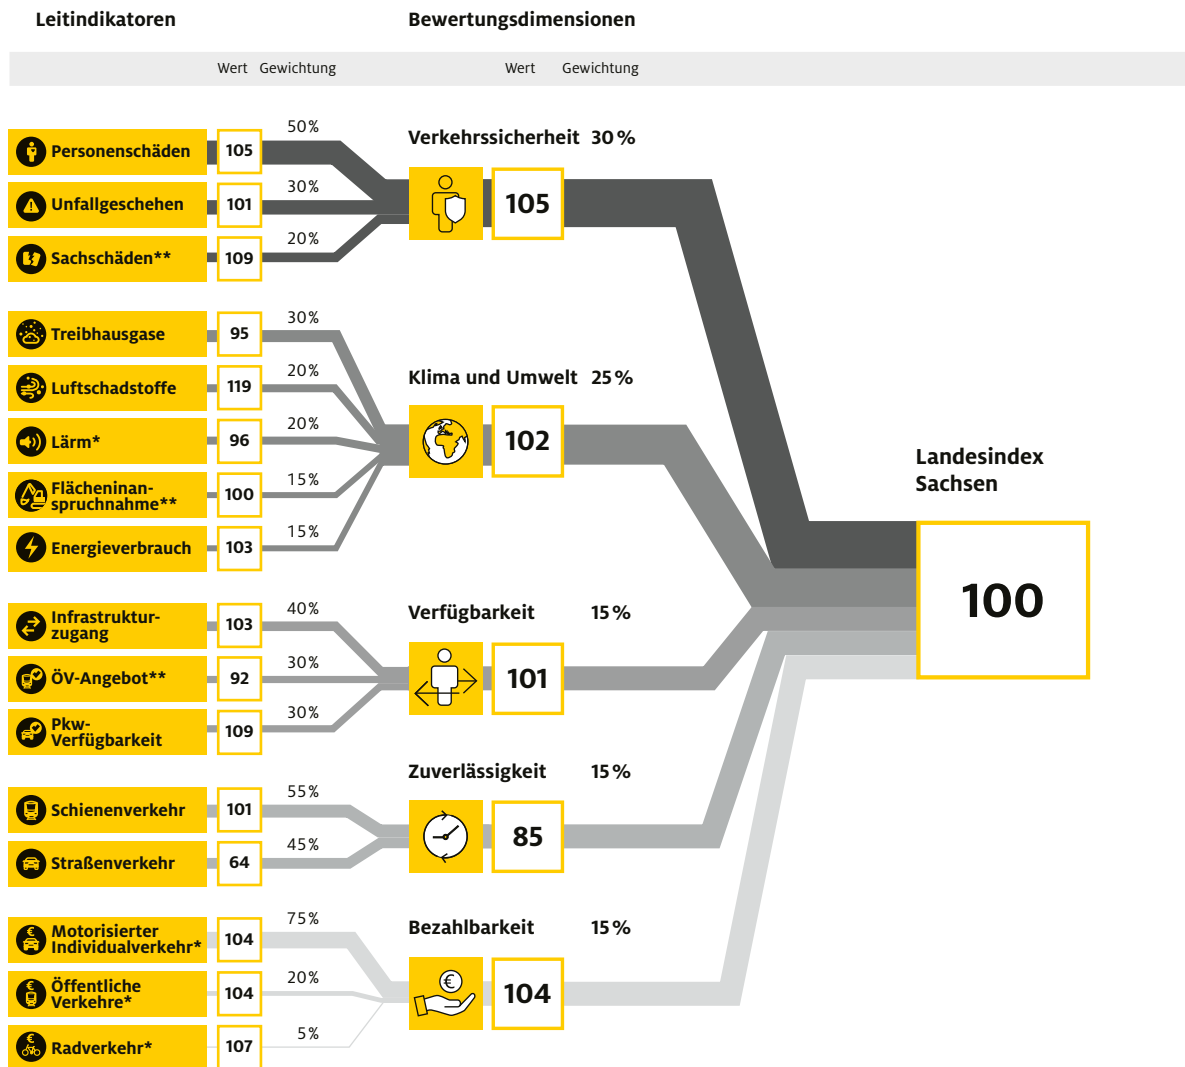 Leitindikatoren
Bewertungsdimensionen
Wert Gewichtung
Wert Gewichtung
50 %
Personenschäden 105
30 %
Unfallgeschehen 101
20 %
Sachschäden** 109
Verkehrssicherheit 30 %
105
30 %
Treibhausgase 95
20 %
Luftschadstoffe 119
20 %
Lärm* 96
15 %
Flächeninan-
spruchnahme** 100
15 %
Energieverbrauch 103
Klima und Umwelt 25 %
102
40 %
Infrastruktur-
zugang 103
30 %
ÖV-Angebot** 92
30 %
Pkw-
Verfügbarkeit 109
Verfügbarkeit 15 %
101
55 %
Schienenverkehr 101
45 %
Straßenverkehr 64
Zuverlässigkeit 15 %
85
75 %
Motorisierter
Individualverkehr* 104
20 %
Öffentliche
Verkehre* 104
5 %
Radverkehr* 107
Bezahlbarkeit 15 %
€
104
Landesindex
Sachsen
100